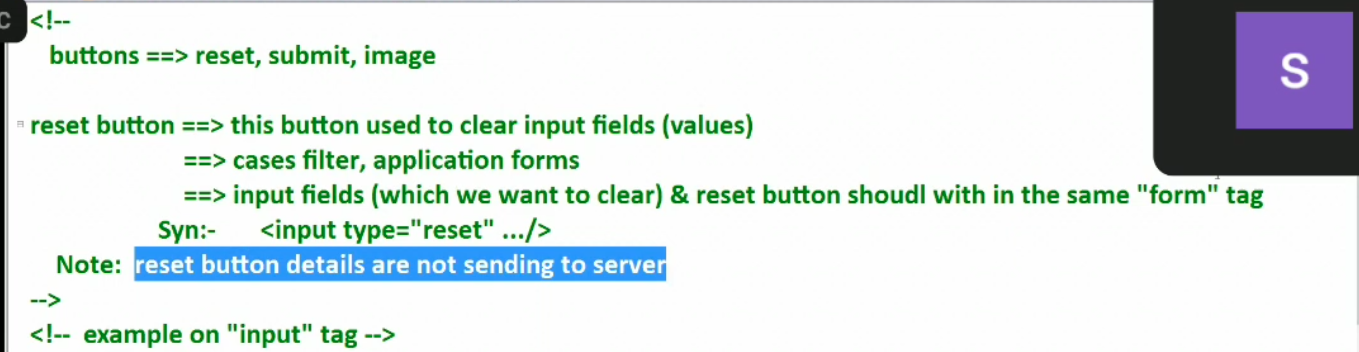 C
<!--
buttons ==> reset, submit, image
reset button ==> this button used to clear input fields (values)
==> cases filter, application forms
==> input fields (which we want to clear) & reset button shoudl with in the same "form" tag
Syn:- <input type="reset" .../>
Note: reset button details are not sending to server
-->
<!-- example on "input" tag -->
S